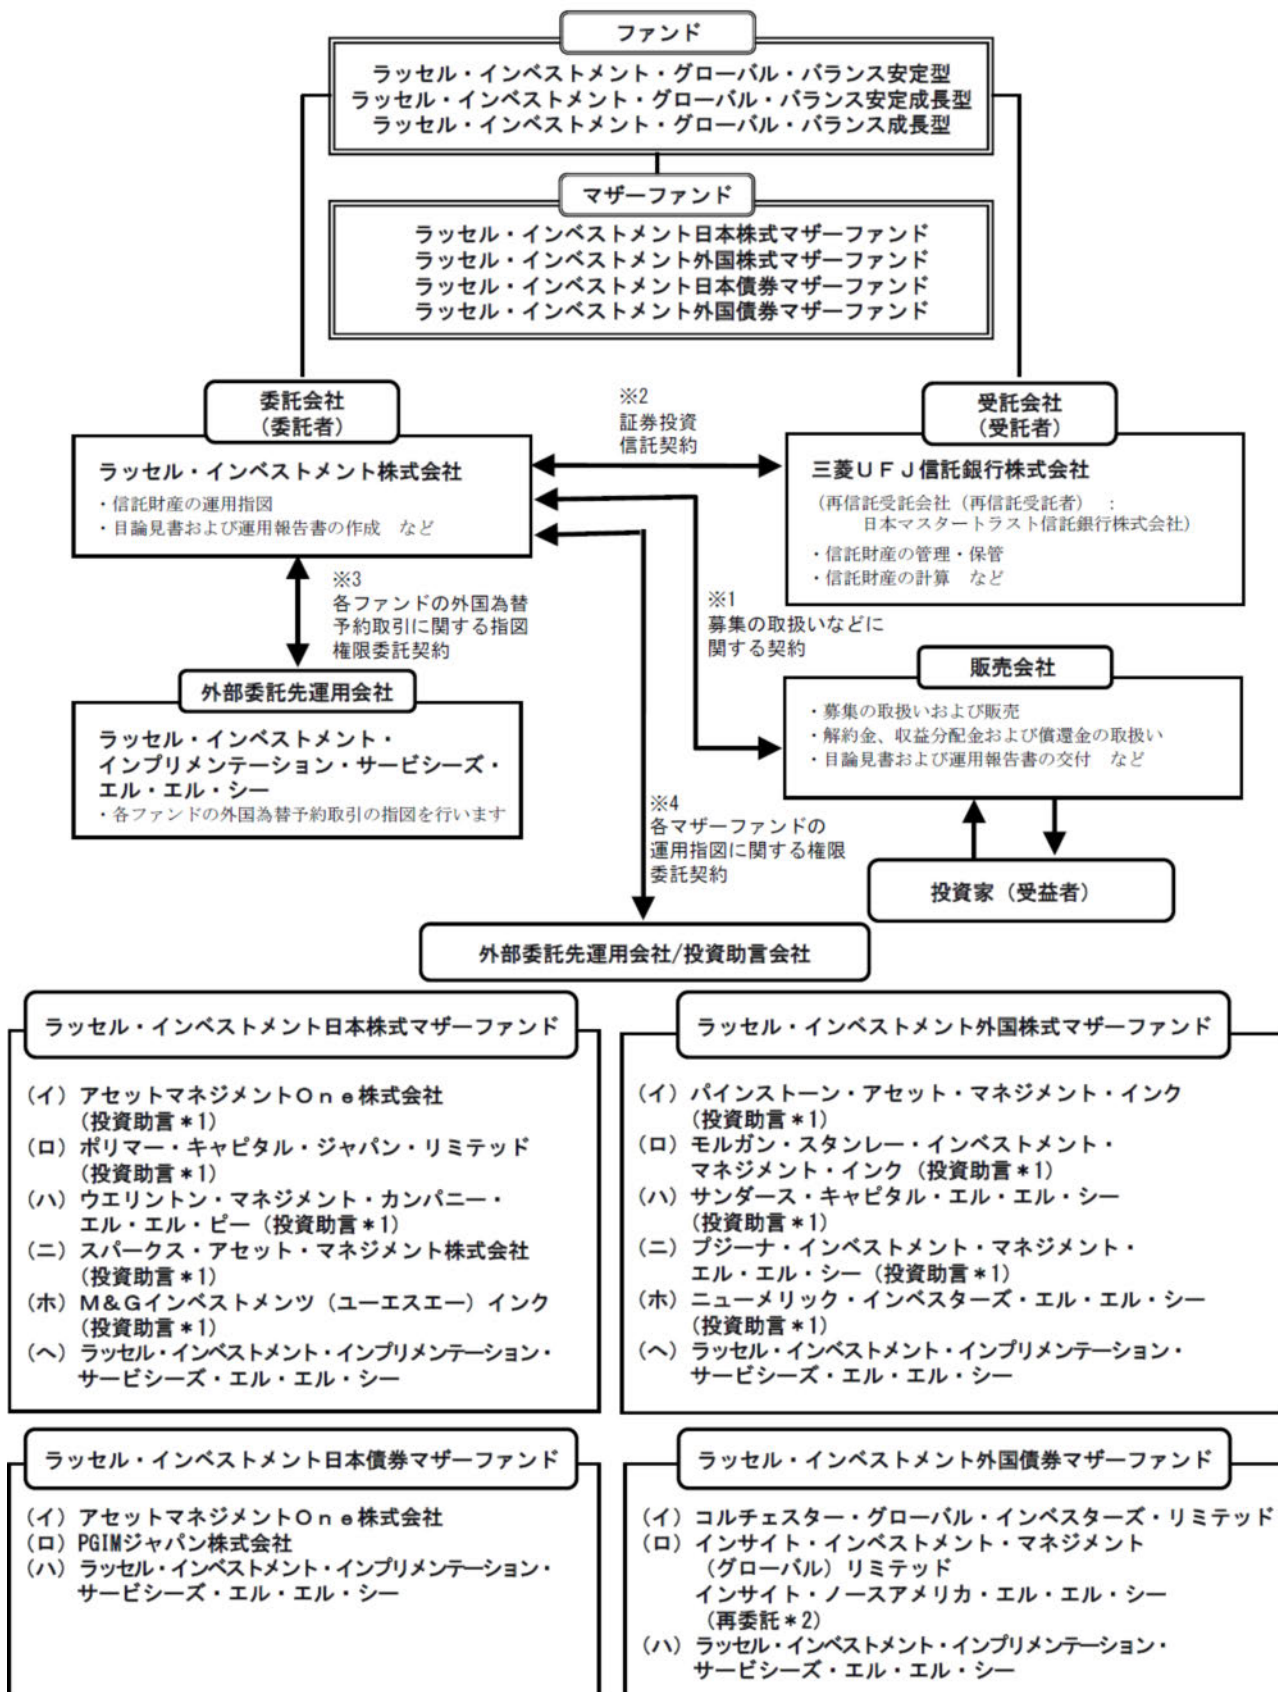 ファンド
ラッセル・インベストメント・グローバル・バランス安定型
ラッセル・インベストメント・グローバル・バランス安定成長型
ラッセル・インベストメント・グローバル・バランス成長型
マザーファンド
ラッセル・インベストメント日本株式マザーファンド
ラッセル・インベストメント外国株式マザーファンド
ラッセル・インベストメント日本債券マザーファンド
ラッセル・インベストメント外国債券マザーファンド
委託会社
(委託者)
ラッセル・インベストメント株式会社
・信託財産の運用指図
・目論見書および運用報告書の作成 など
※2
証券投資
信託契約
受託会社
(受託者)
三菱UFJ信託銀行株式会社
(再信託受託会社(再信託受託者) :
日本マスタートラスト信託銀行株式会社)
・信託財産の管理・保管
・信託財産の計算 など
※3
各ファンドの外国為替
予約取引に関する指図
権限委託契約
※1
募集の取扱いなどに
関する契約
外部委託先運用会社
ラッセル・インベストメント・
インプリメンテーション・サービシーズ・
エル・エル・シー
・各ファンドの外国為替予約取引の指図を行います
販売会社
・募集の取扱いおよび販売
・解約金、収益分配金および償還金の取扱い
・目論見書および運用報告書の交付 など
※4
各マザーファンドの
運用指図に関する権限
委託契約
投資家(受益者)
外部委託先運用会社/投資助言会社
ラッセル・インベストメント日本株式マザーファンド
(イ)アセットマネジメントOne株式会社
(投資助言*1)
(ロ)ポリマー・キャピタル・ジャパン・リミテッド
(投資助言*1)
(ハ)ウエリントン・マネジメント・カンパニー・
エル・エル・ピー(投資助言*1)
(ニ)スパークス・アセット・マネジメント株式会社
(投資助言*1)
(ホ)M&Gインベストメンツ(ユーエスエー)インク
(投資助言*1)
(ヘ)ラッセル・インベストメント・インプリメンテーション・
サービシーズ・エル・エル・シー
ラッセル・インベストメント外国株式マザーファンド
(イ)パインストーン・アセット・マネジメント・インク
(投資助言*1)
(ロ)モルガン・スタンレー・インベストメント・
マネジメント・インク(投資助言*1)
(ハ)サンダース・キャピタル・エル・エル・シー
(投資助言*1)
(ニ)プジーナ・インベストメント・マネジメント・
エル・エル・シー(投資助言*1)
(ホ)ニューメリック・インベスターズ・エル・エル・シー
(投資助言*1)
(ヘ)ラッセル・インベストメント・インプリメンテーション・
サービシーズ・エル・エル・シー
ラッセル・インベストメント日本債券マザーファンド
(イ)アセットマネジメントOne株式会社
(ロ)PGIMジャパン株式会社
(ハ)ラッセル・インベストメント・インプリメンテーション・
サービシーズ・エル・エル・シー
ラッセル・インベストメント外国債券マザーファンド
(イ)コルチェスター・グローバル・インベスターズ・リミテッド
(ロ)インサイト・インベストメント・マネジメント
(グローバル)リミテッド
インサイト・ノースアメリカ・エル・エル・シー
(再委託*2)
(ハ)ラッセル・インベストメント・インプリメンテーション・
サービシーズ・エル・エル・シー